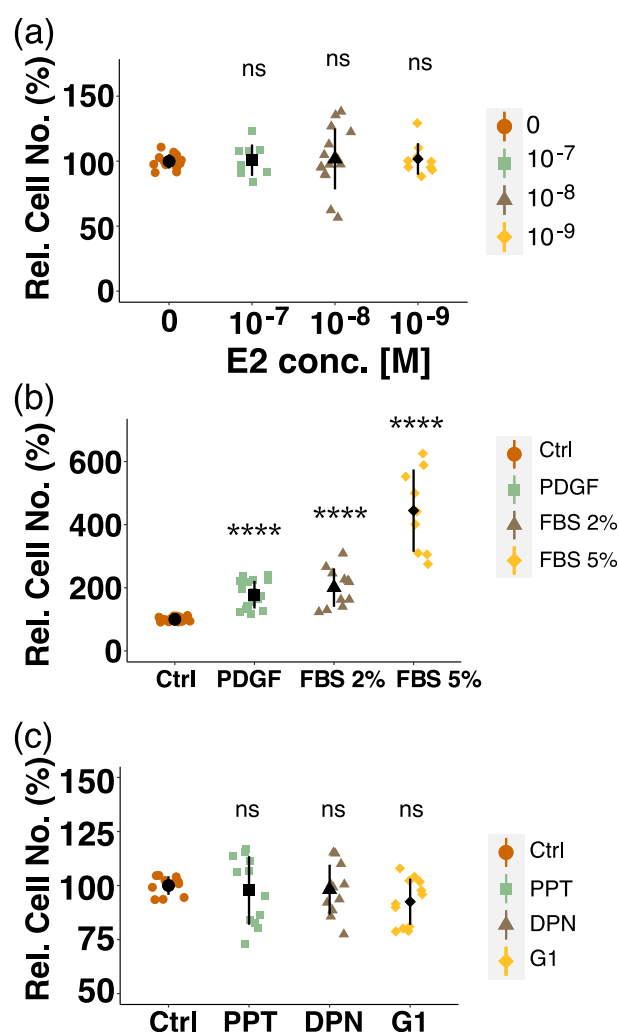 (a)
Rel. Cell No. (%)
150
100
50
0
ns
ns
ns
0
10⁻⁷
10⁻⁸
10⁻⁹
E2 conc. [M]
0
10⁻⁷
10⁻⁸
10⁻⁹
(b)
Rel. Cell No. (%)
600
400
200
0
****
****
****
Ctrl
PDGF
FBS 2%
FBS 5%
Ctrl
PDGF
FBS 2%
FBS 5%
(c)
Rel. Cell No. (%)
150
125
100
75
50
ns
ns
ns
Ctrl
PPT
DPN
G1
Ctrl
PPT
DPN
G1